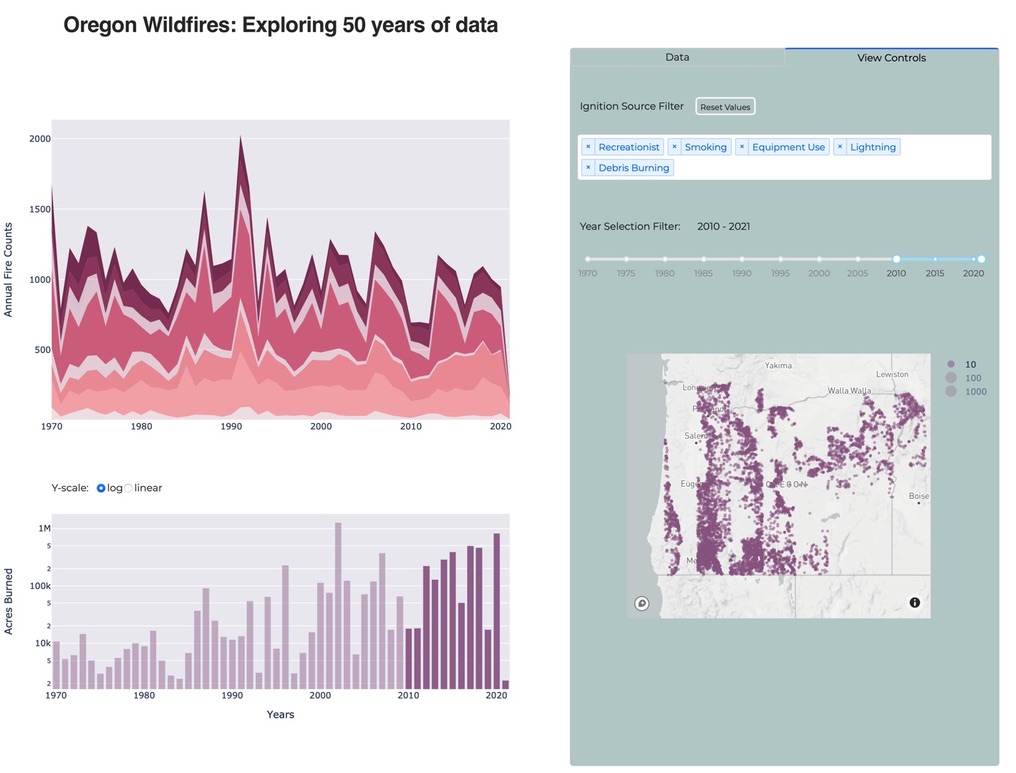 Oregon Wildfires: Exploring 50 years of data
Annual Fire Counts
2000
1500
1000
500
1970 1980 1990 2000 2010 2020
Y-scale: log linear
Acres Burned
1M
5
2
100k
5
2
10k
5
2
1970 1980 1990 2000 2010 2020
Years
Data View Controls
Ignition Source Filter Reset Values
× Recreationist × Smoking × Equipment Use × Lightning
× Debris Burning
Year Selection Filter: 2010 - 2021
1970 1975 1980 1985 1990 1995 2000 2005 2010 2015 2020
Yakima
Lewiston
Walla Walla
Salem
OREGON
Boise
10
100
1000